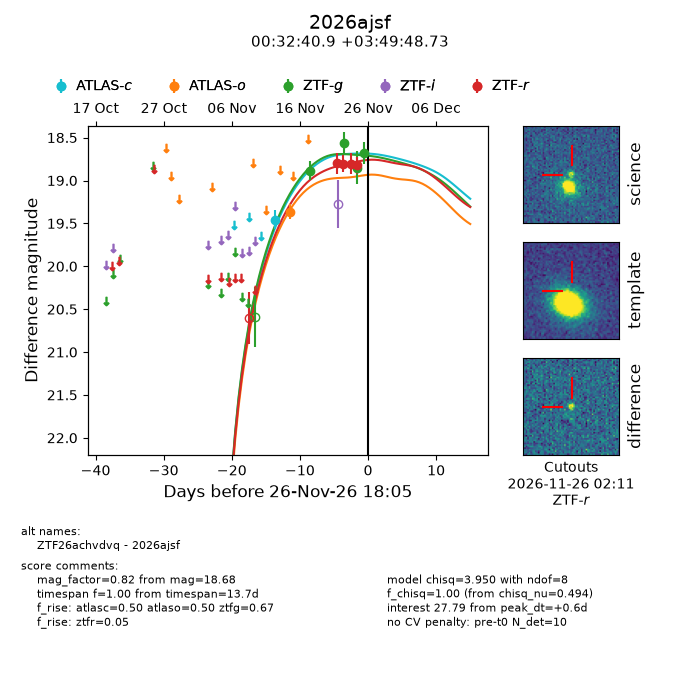 2026ajsf
00:32:40.9 +03:49:48.73
ATLAS-c
ATLAS-o
ZTF-g
ZTF-i
ZTF-r
17 Oct
27 Oct
06 Nov
16 Nov
26 Nov
06 Dec
18.5
19.0
19.5
20.0
20.5
21.0
21.5
22.0
Difference magnitude
−40
−30
−20
−10
0
10
Days before 26-Nov-26 18:05
science
template
difference
Cutouts
2026-11-26 02:11
ZTF-r
alt names:
ZTF26achvdvq - 2026ajsf
score comments:
mag_factor=0.82 from mag=18.68
timespan f=1.00 from timespan=13.7d
f_rise: atlasc=0.50 atlaso=0.50 ztfg=0.67
f_rise: ztfr=0.05
model chisq=3.950 with ndof=8
f_chisq=1.00 (from chisq_nu=0.494)
interest 27.79 from peak_dt=+0.6d
no CV penalty: pre-t0 N_det=10